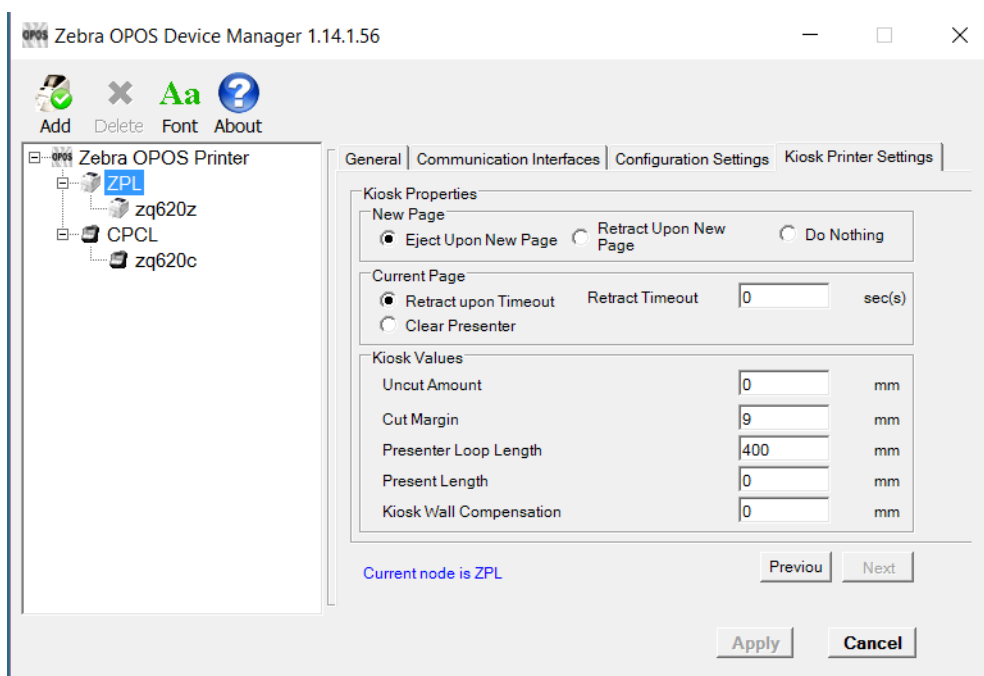 OPOS Zebra OPOS Device Manager 1.14.1.56
Add Delete Aa Font ? About
OPOS Zebra OPOS Printer
ZPL
zq620z
CPCL
zq620c
General Communication Interfaces Configuration Settings Kiosk Printer Settings
Kiosk Properties
New Page
Eject Upon New Page
Retract Upon New
Page
Do Nothing
Current Page
Retract upon Timeout Retract Timeout 0 sec(s)
Clear Presenter
Kiosk Values
Uncut Amount 0 mm
Cut Margin 9 mm
Presenter Loop Length 400 mm
Present Length 0 mm
Kiosk Wall Compensation 0 mm
Current node is ZPL
Previou Next
Apply Cancel